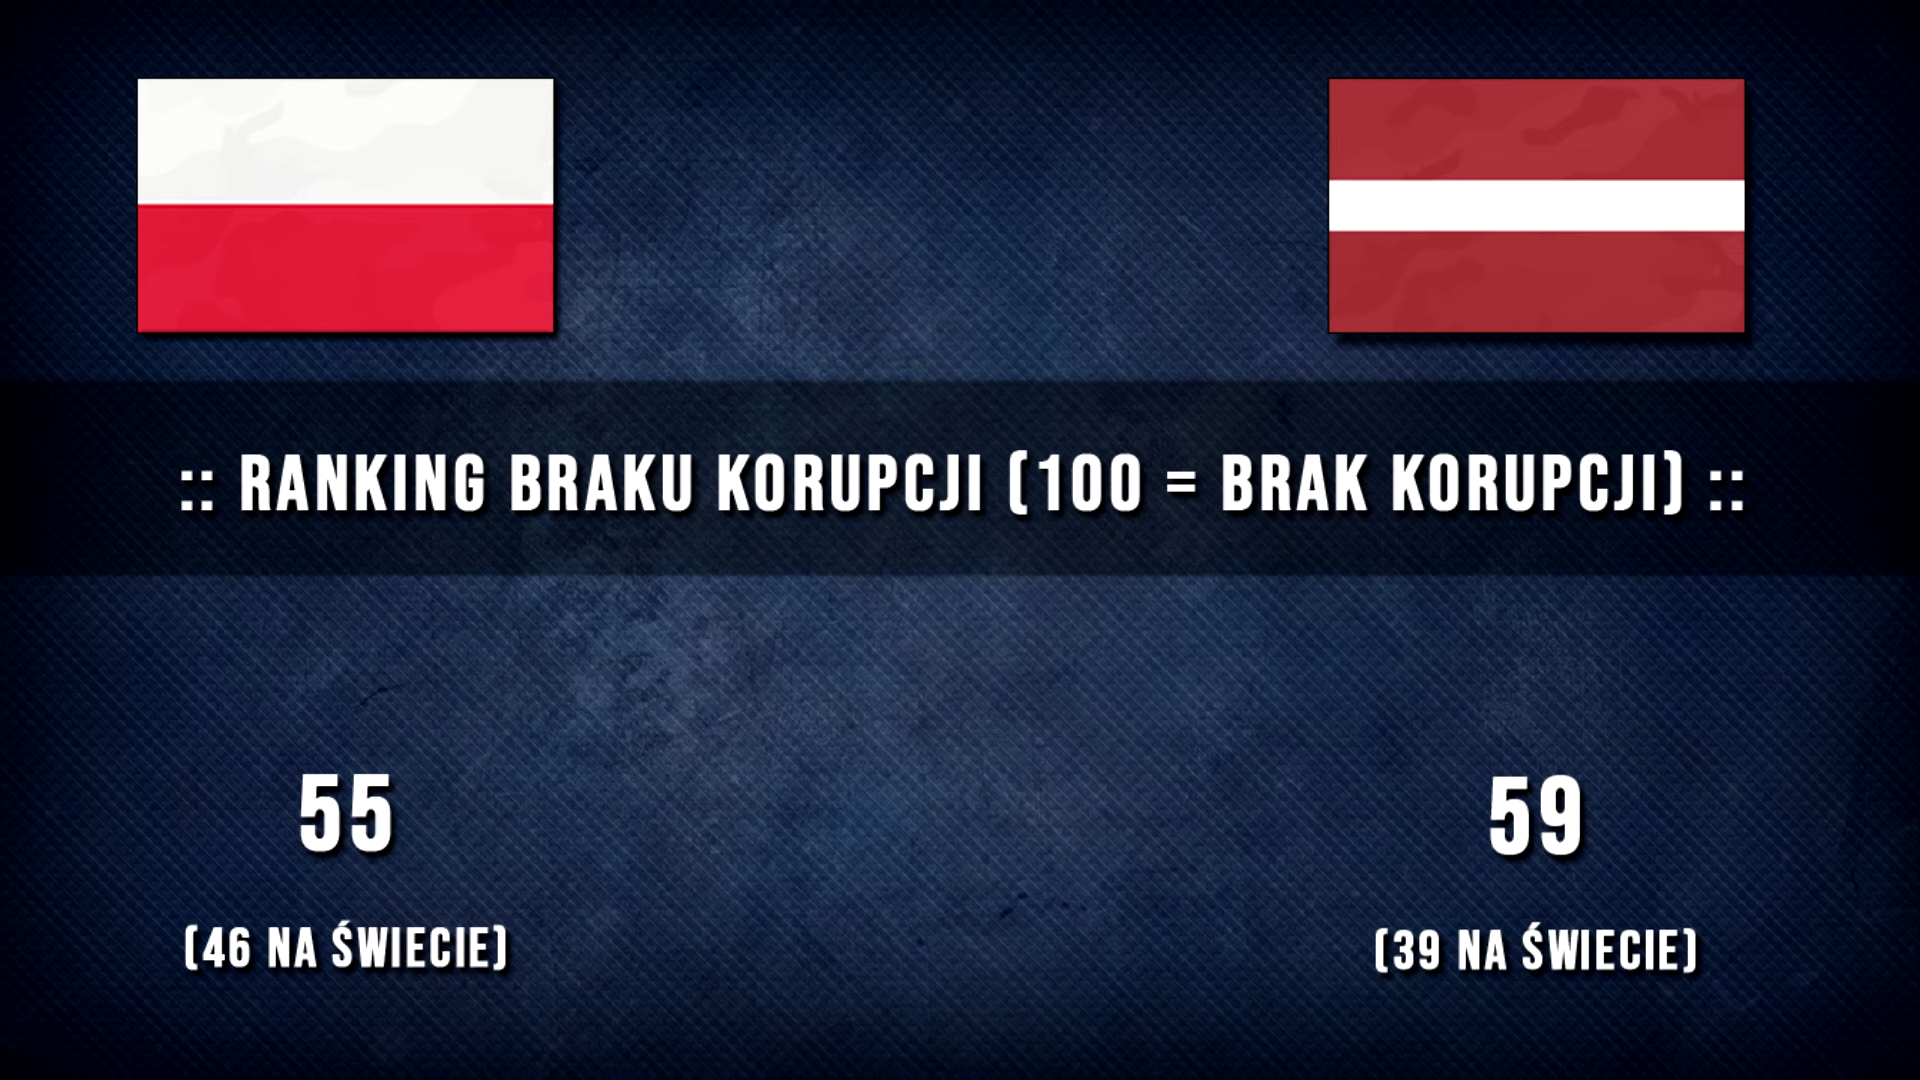 :: RANKING BRAKU KORUPCJI (100 = BRAK KORUPCJI) ::
55
59
(46 NA ŚWIECIE)
(39 NA ŚWIECIE)